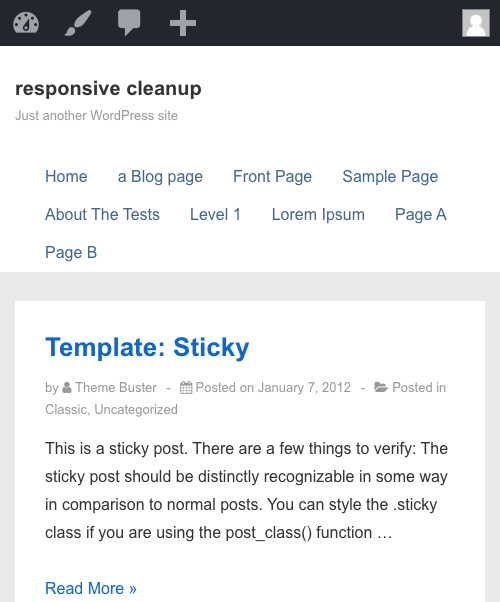 responsive cleanup
Just another WordPress site
Home a Blog page Front Page Sample Page
About The Tests Level 1 Lorem Ipsum Page A
Page B
Template: Sticky
by Theme Buster - Posted on January 7, 2012 - Posted in
Classic, Uncategorized
This is a sticky post. There are a few things to verify: The
sticky post should be distinctly recognizable in some way
in comparison to normal posts. You can style the .sticky
class if you are using the post_class() function …
Read More »